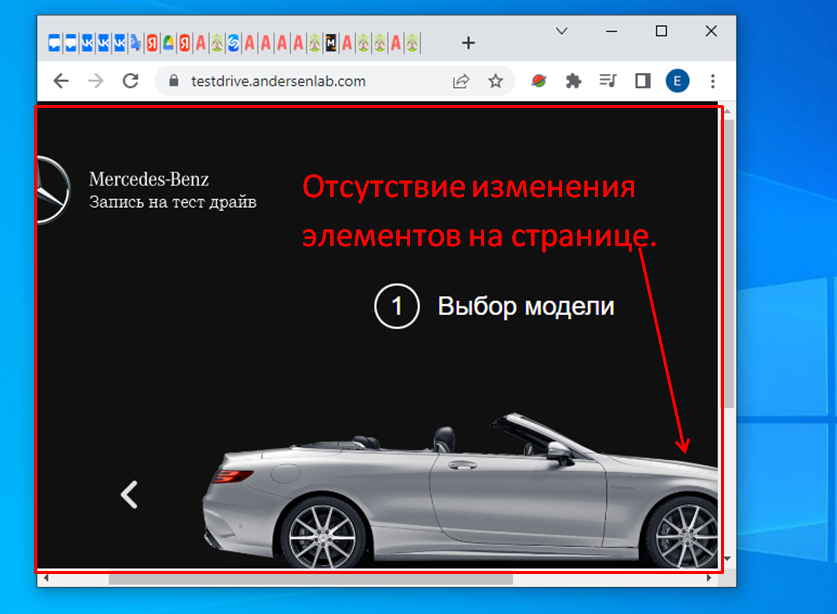 testdrive.andersenlab.com
E
Mercedes-Benz
Запись на тест драйв
Отсутствие изменения
элементов на странице.
1 Выбор модели